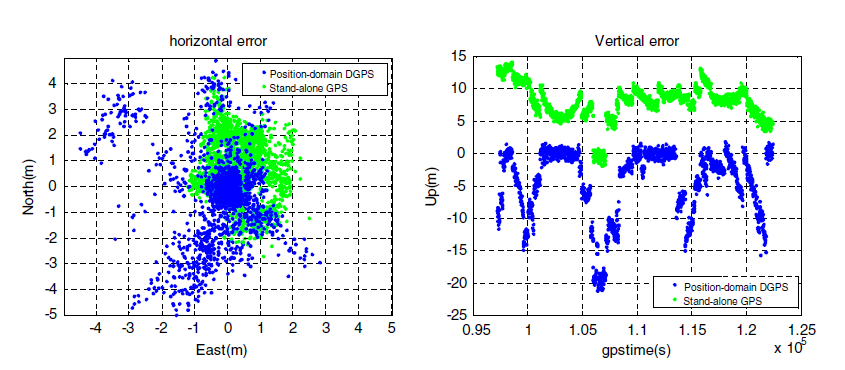 horizontal error
4
3
2
1
0
-1
-2
-3
-4
-5
North(m)
Position-domain DGPS
Stand-alone GPS
-4 -3 -2 -1 0 1 2 3 4 5
East(m)
Vertical error
15
10
5
0
-5
-10
-15
-20
-25
Up(m)
Position-domain DGPS
Stand-alone GPS
0.95 1 1.05 1.1 1.15 1.2 1.25
gpstime(s)
x 10^5